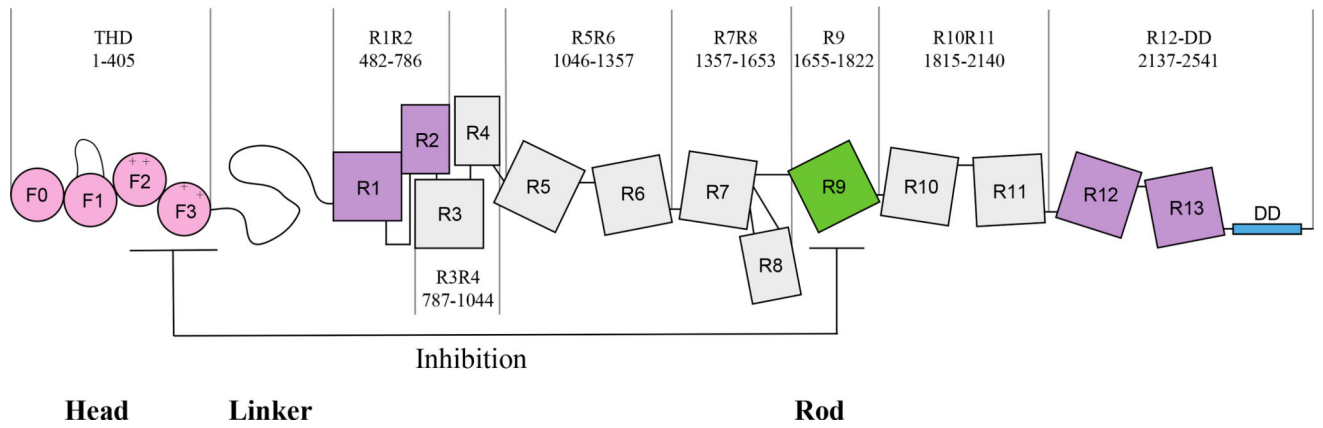 THD
1-405
R1R2
482-786
R5R6
1046-1357
R7R8
1357-1653
R9
1655-1822
R10R11
1815-2140
R12-DD
2137-2541
F0
F1
+ +
F2
+ +
F3
R1
R2
R3
R4
R5
R6
R7
R8
R9
R10
R11
R12
R13
DD
R3R4
787-1044
Inhibition
Head
Linker
Rod